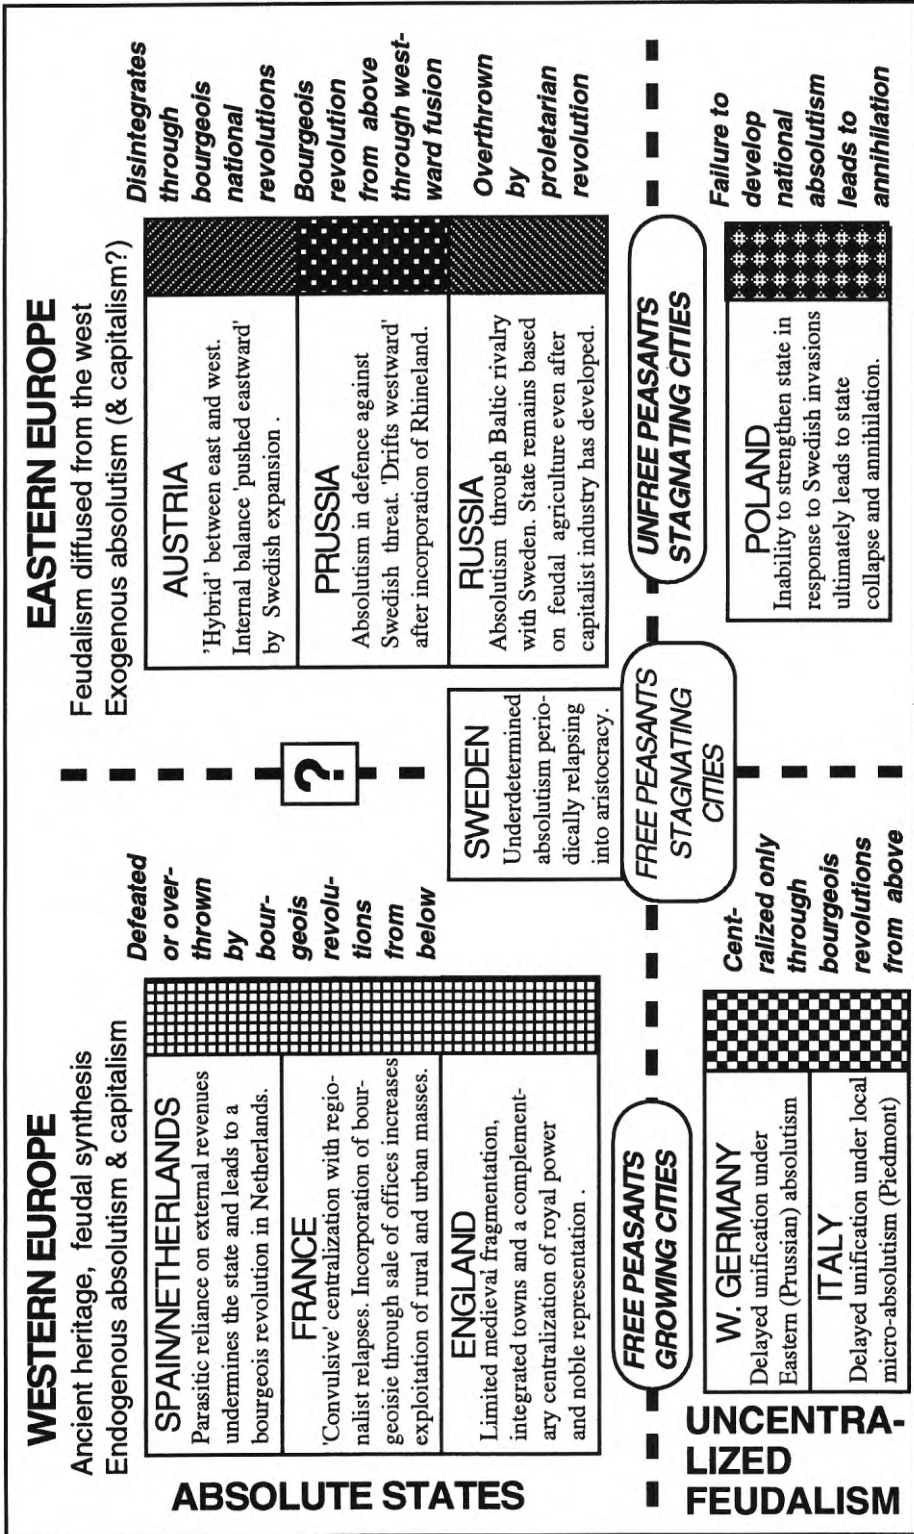 WESTERN EUROPE
Ancient heritage, feudal synthesis
Endogenous absolutism & capitalism
EASTERN EUROPE
Feudalism diffused from the west
Exogenous absolutism (& capitalism?)
ABSOLUTE STATES
SPAIN/NETHERLANDS
Parasitic reliance on external revenues
undermines the state and leads to a
bourgeois revolution in Netherlands.
FRANCE
'Convulsive' centralization with regio-
nalist relapses. Incorporation of bour-
geoisie through sale of offices increases
exploitation of rural and urban masses.
ENGLAND
Limited medieval fragmentation,
integrated towns and a complement-
ary centralization of royal power
and noble representation .
Defeated
or over-
thrown
by
bour-
geois
revolu-
tions
from
below
?
SWEDEN
Underdetermined
absolutism perio-
dically relapsing
into aristocracy.
AUSTRIA
'Hybrid' between east and west.
Internal balance 'pushed eastward'
by Swedish expansion .
PRUSSIA
Absolutism in defence against
Swedish threat. 'Drifts westward'
after incorporation of Rhineland.
RUSSIA
Absolutism through Baltic rivalry
with Sweden. State remains based
on feudal agriculture even after
capitalist industry has developed.
Disintegrates
through
bourgeois
national
revolutions
Bourgeois
revolution
from above
through west-
ward fusion
Overthrown
by
proletarian
revolution
FREE PEASANTS
GROWING CITIES
FREE PEASANTS
STAGNATING
CITIES
UNFREE PEASANTS
STAGNATING CITIES
UNCENTRA-
LIZED
FEUDALISM
W. GERMANY
Delayed unification under
Eastern (Prussian) absolutism
ITALY
Delayed unification under local
micro-absolutism (Piedmont)
Cent-
ralized only
through
bourgeois
revolutions
from above
POLAND
Inability to strengthen state in
response to Swedish invasions
ultimately leads to state
collapse and annihilation.
Failure to
develop
national
absolutism
leads to
annihilation